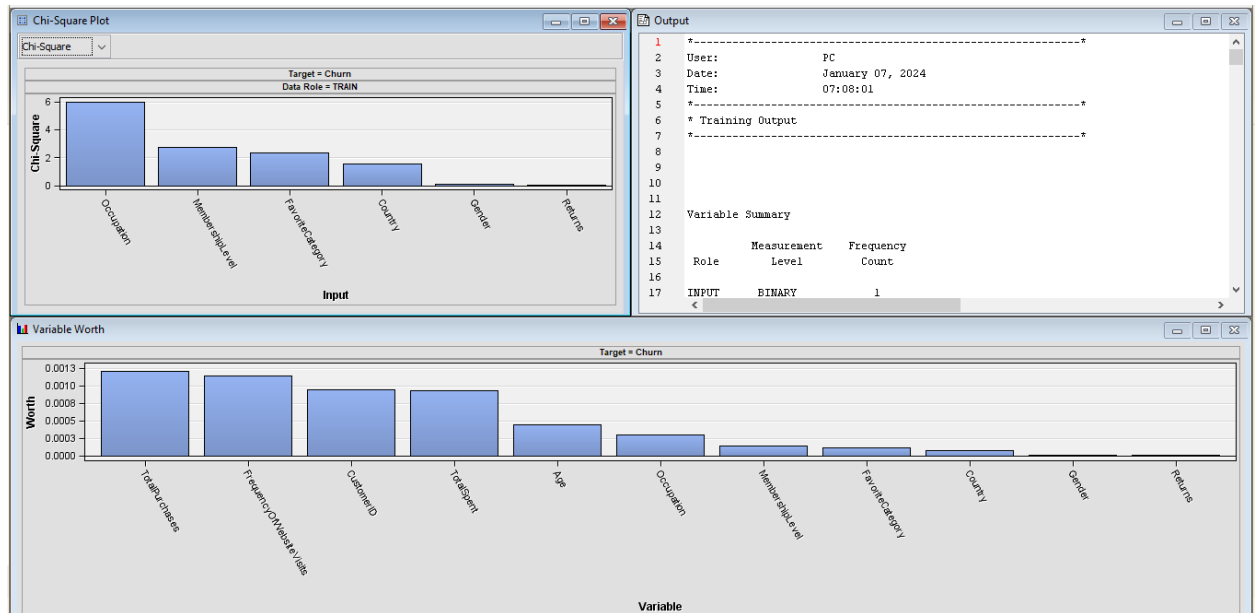 Chi-Square Plot
Chi-Square
Target = Churn
Data Role = TRAIN
Chi-Square
6
4
2
0
Occupation
MembershipLevel
FavoriteCategory
Country
Gender
Returns
Input
Output
1 *------------------------------------------------------------*
2 User: PC
3 Date: January 07, 2024
4 Time: 07:08:01
5 *------------------------------------------------------------*
6 * Training Output
7 *------------------------------------------------------------*
8
9
10
11
12 Variable Summary
13
14 Measurement Frequency
15 Role Level Count
16
17 INPUT BINARY 1
Variable Worth
Target = Churn
Worth
0.0013
0.0010
0.0008
0.0005
0.0003
0.0000
TotalPurchases
FrequencyOfWebsiteVisits
CustomerID
TotalSpent
Age
Occupation
MembershipLevel
FavoriteCategory
Country
Gender
Returns
Variable